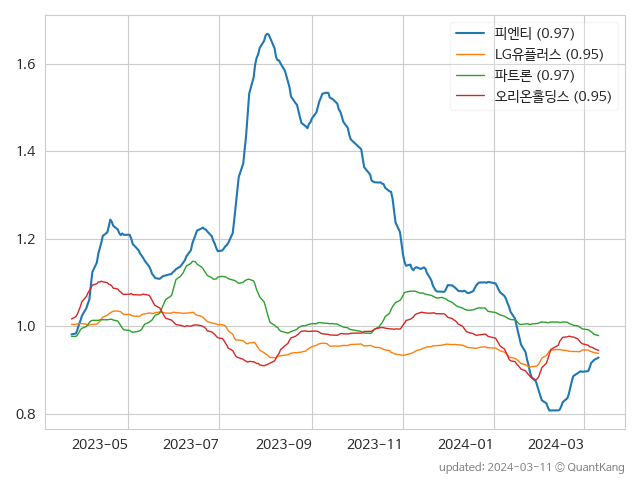 피엔티 (0.97)
LG유플러스 (0.95)
파트론 (0.97)
오리온홀딩스 (0.95)
1.6
1.4
1.2
1.0
0.8
2023-05 2023-07 2023-09 2023-11 2024-01 2024-03
updated: 2024-03-11 © QuantKang